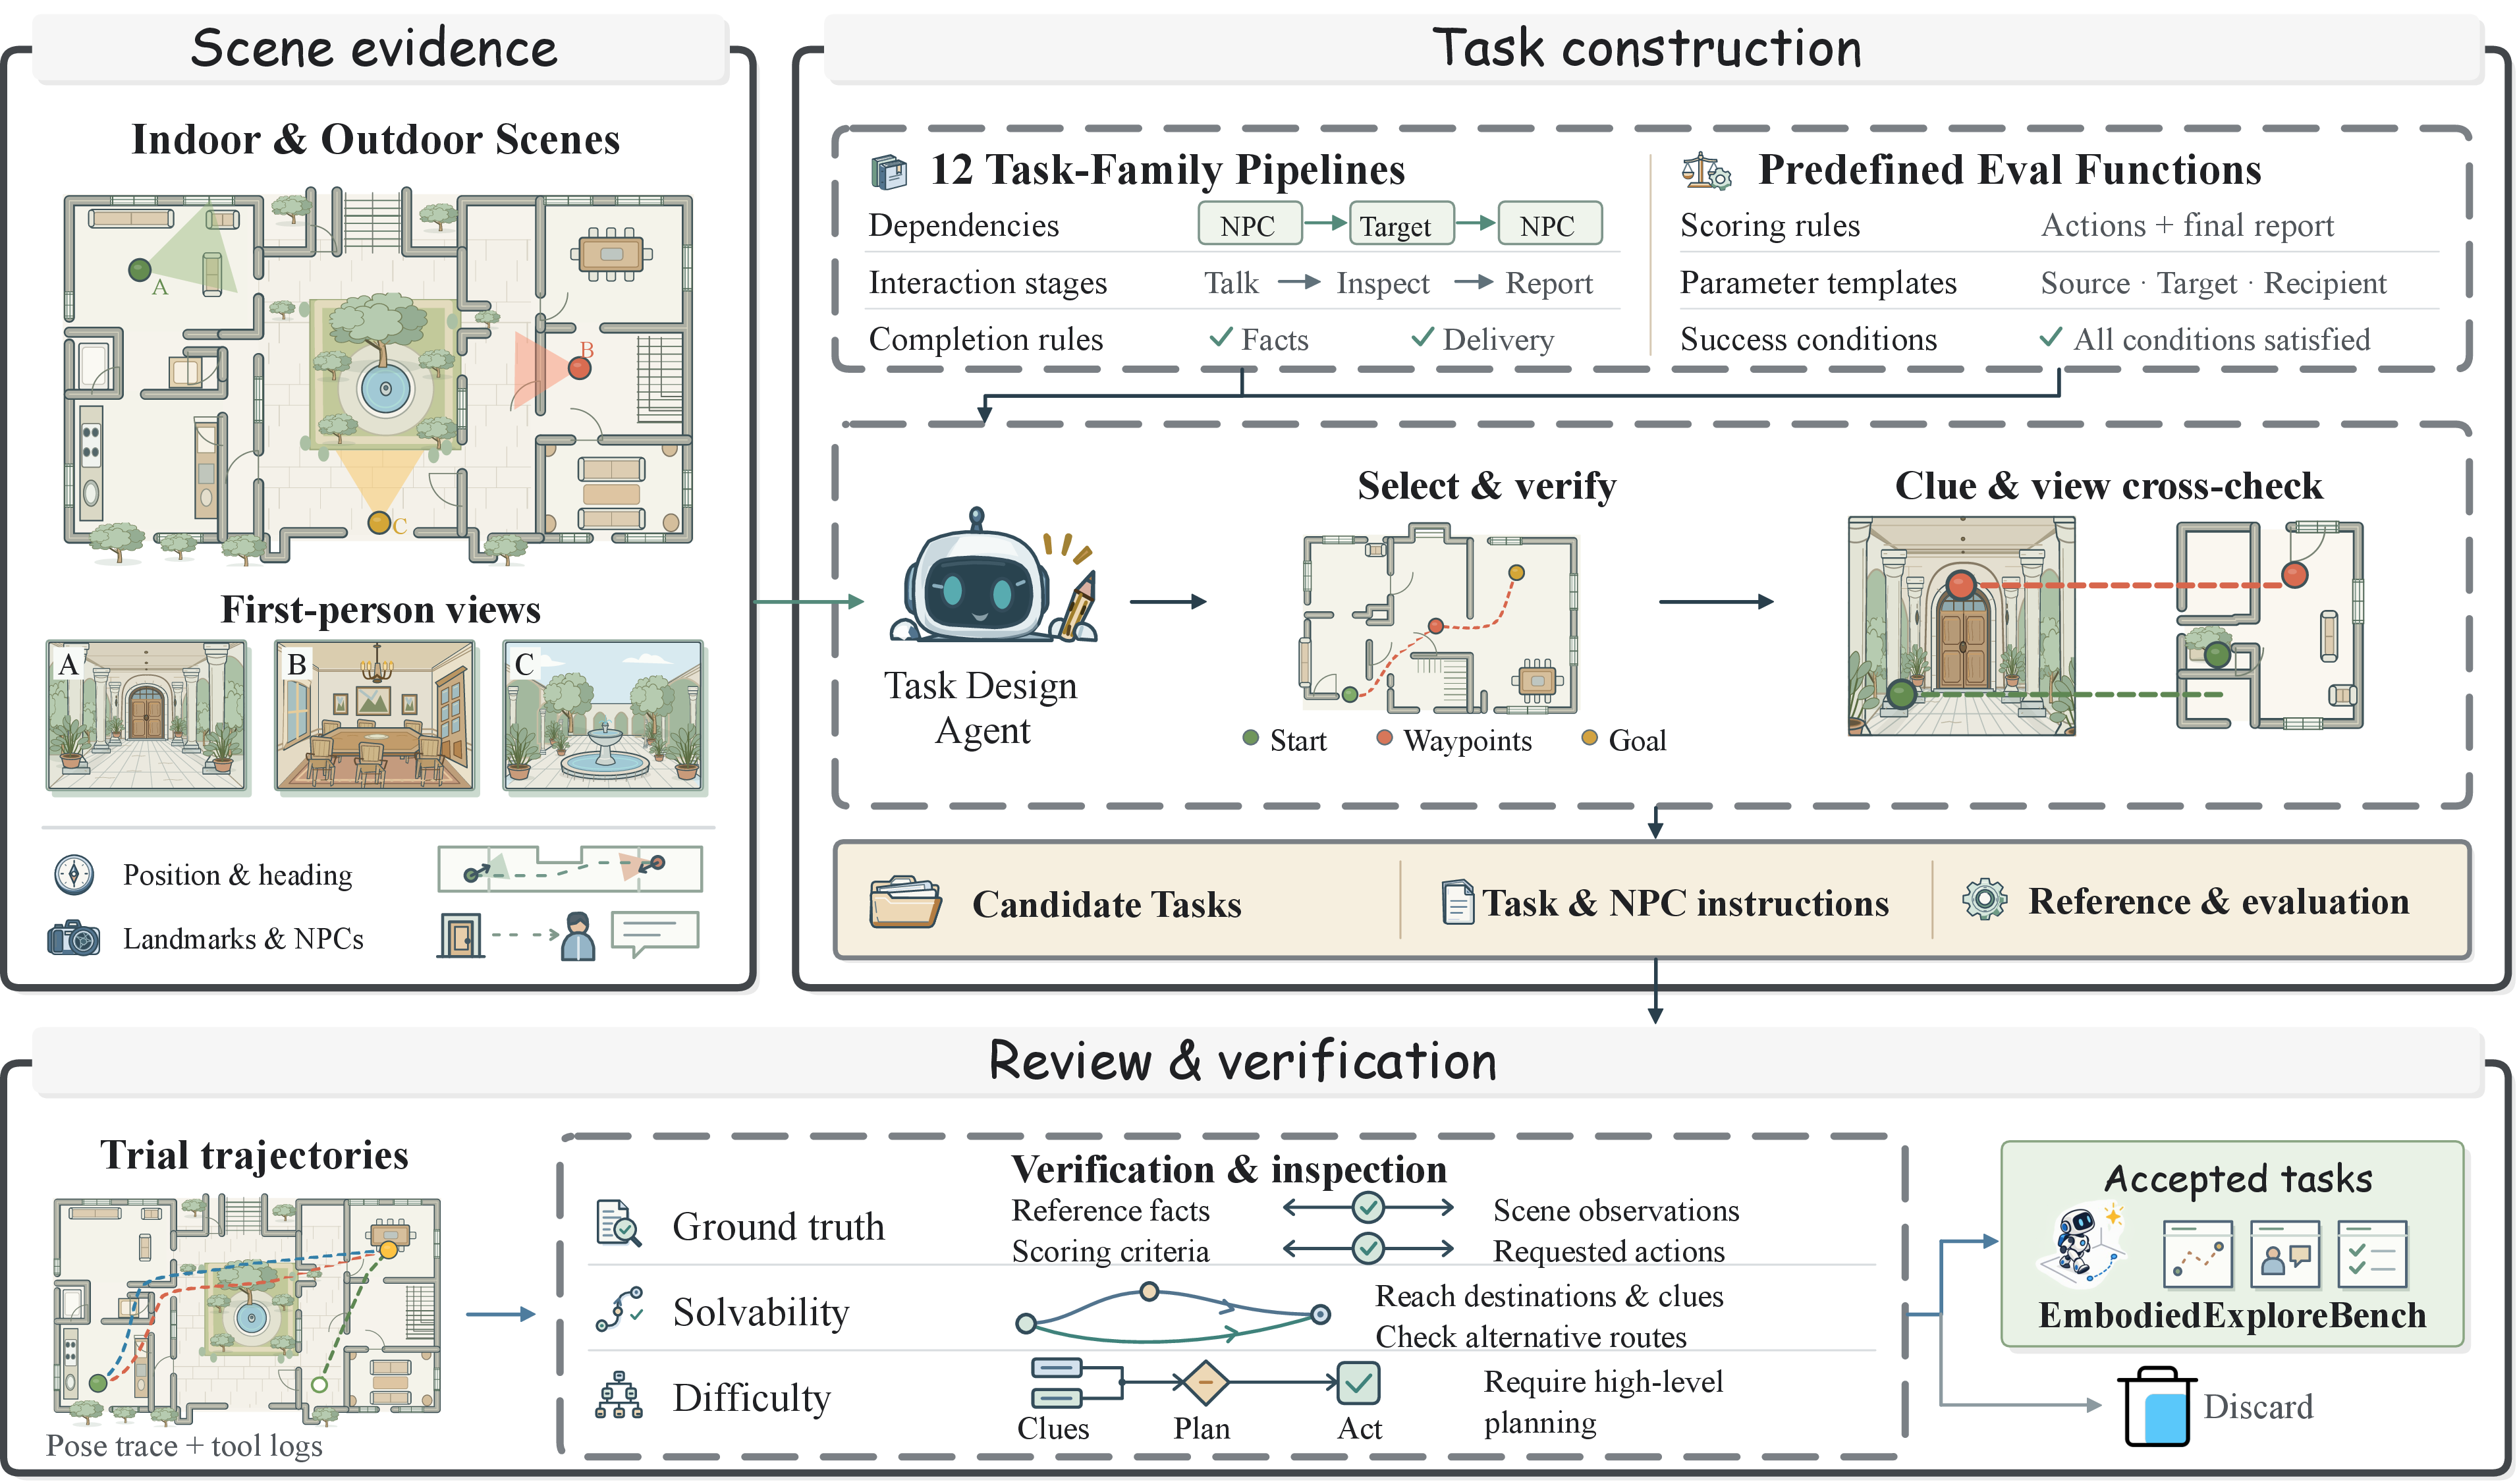 Scene evidence
Indoor & Outdoor Scenes
A
B
C
First-person views
A
B
C
Position & heading
Landmarks & NPCs
Task construction
12 Task-Family Pipelines
Dependencies
NPC
Target
NPC
Interaction stages
Talk
Inspect
Report
Completion rules
Facts
Delivery
Predefined Eval Functions
Scoring rules
Actions + final report
Parameter templates
Source · Target · Recipient
Success conditions
All conditions satisfied
Task Design
Agent
Select & verify
Start
Waypoints
Goal
Clue & view cross-check
Candidate Tasks
Task & NPC instructions
Reference & evaluation
Review & verification
Trial trajectories
Pose trace + tool logs
Verification & inspection
Ground truth
Reference facts
Scene observations
Scoring criteria
Requested actions
Solvability
Reach destinations & clues
Check alternative routes
Difficulty
Clues
Plan
Act
Require high-level
planning
Accepted tasks
EmbodiedExploreBench
Discard